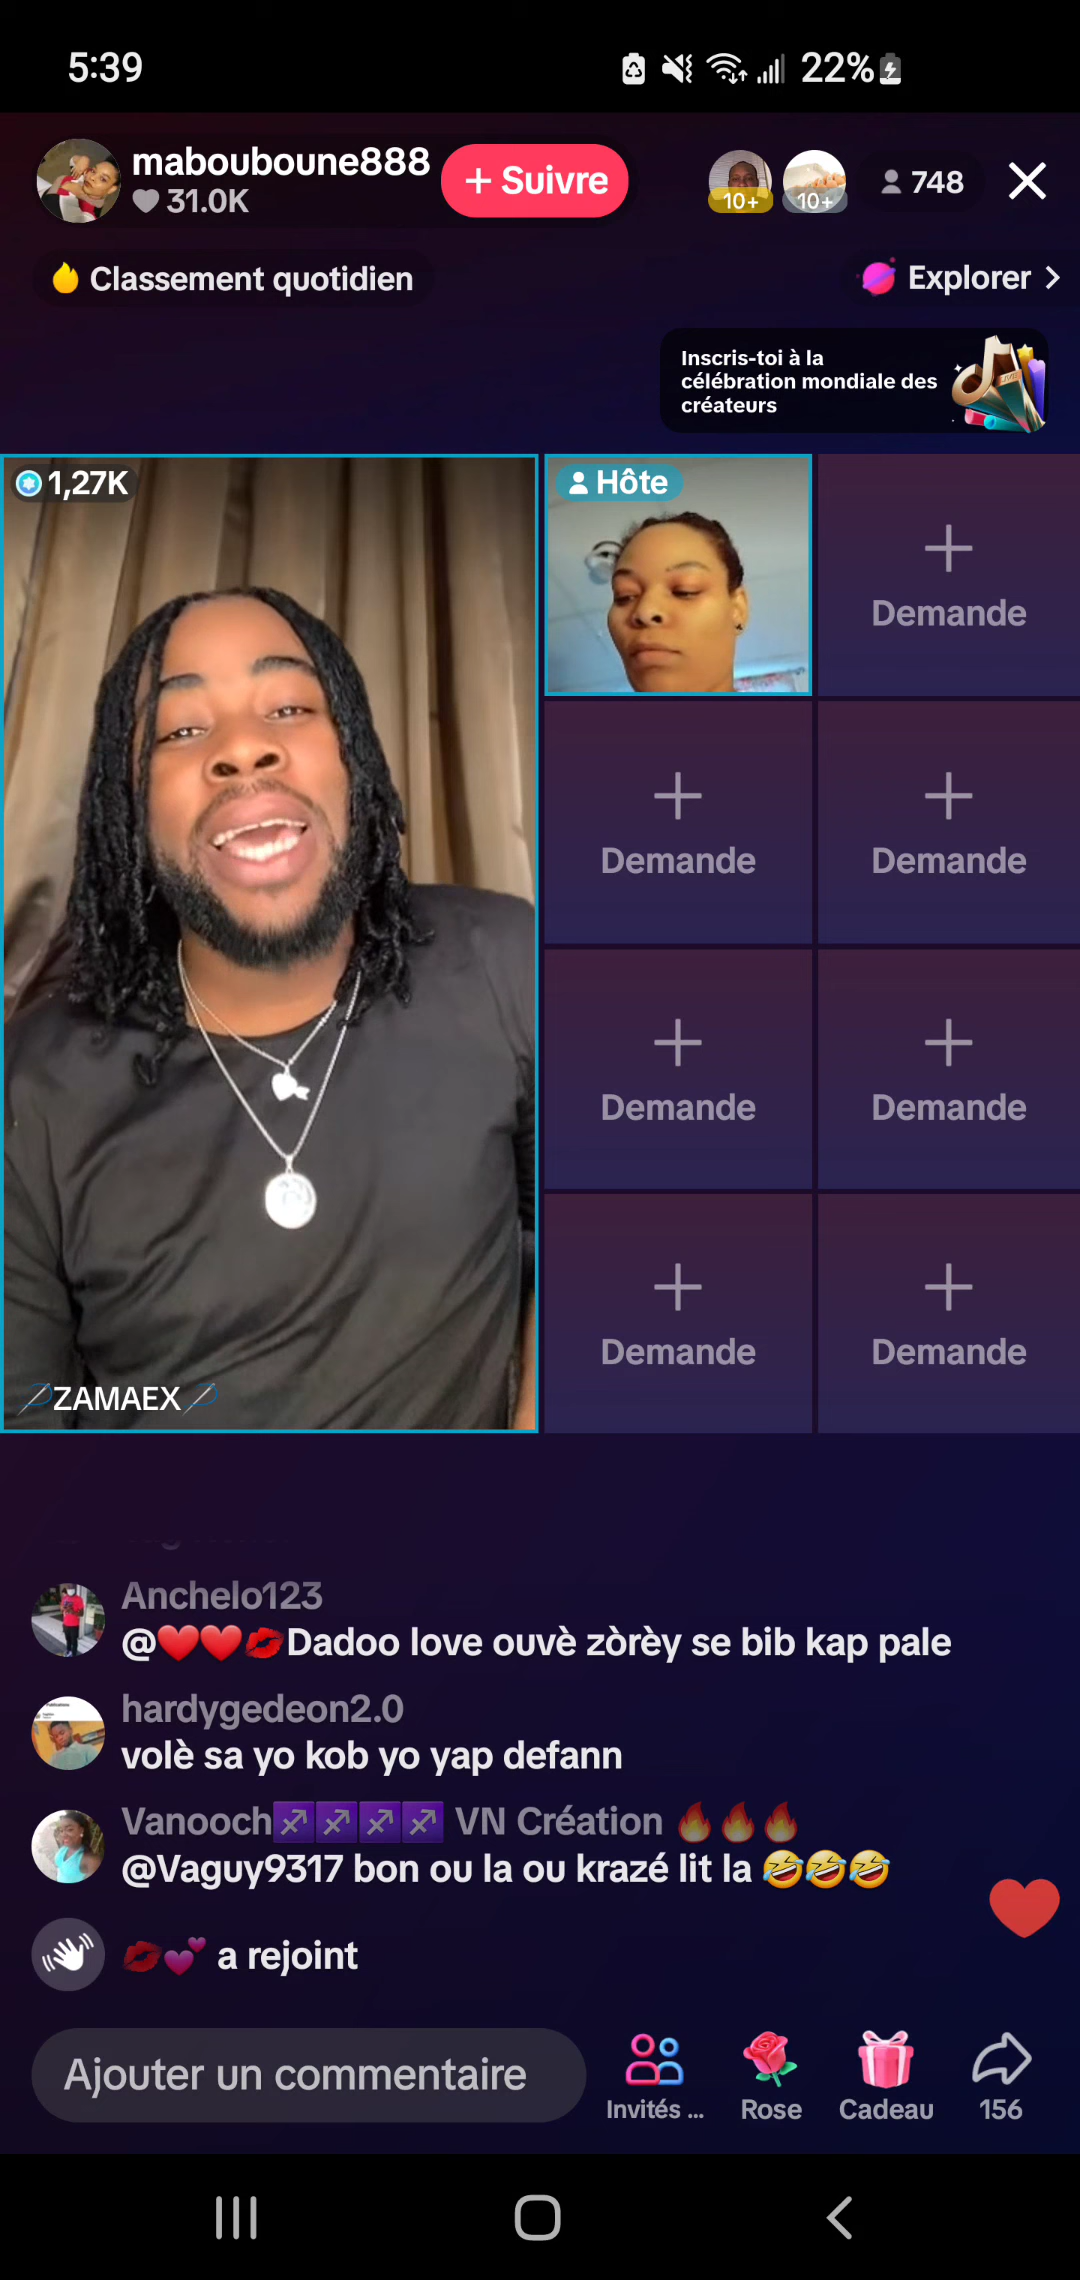 5:39
22%
mabouboune888
31.0K
+ Suivre
10+
10+
748
Classement quotidien
Explorer >
Inscris-toi à la
célébration mondiale des
créateurs
LIVE
1,27K
Hôte
Demande
Demande
Demande
Demande
Demande
Demande
Demande
ZAMAEX
Anchelo123
@❤️❤️💋Dadoo love ouvè zòrèy se bib kap pale
hardygedeon2.0
volè sa yo kob yo yap defann
Vanooch♐♐♐♐ VN Création 🔥🔥🔥
@Vaguy9317 bon ou la ou krazé lit la 🤣🤣🤣
💋💕 a rejoint
Ajouter un commentaire
Invités ...
Rose
Cadeau
156